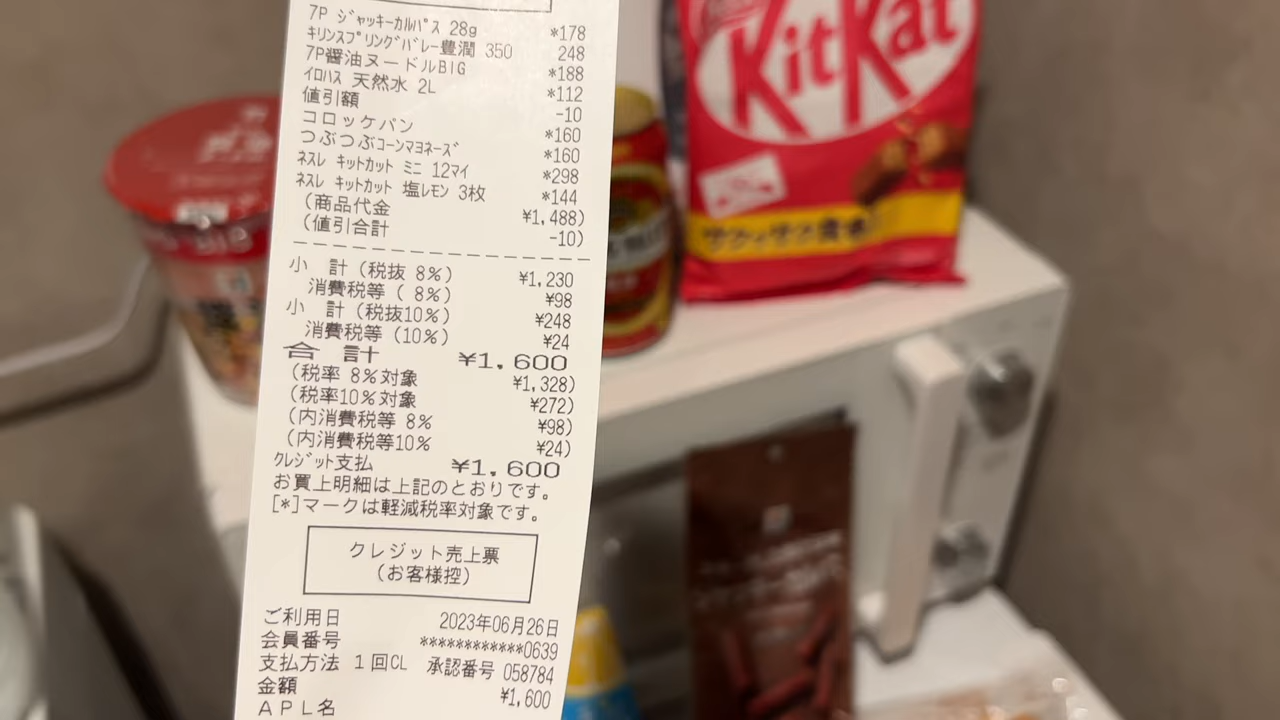 7P ジャッキーカルパス 28g *178
キリンスプリングバレー豊潤 350 248
7P醤油ヌードルBIG *188
イロハス 天然水 2L *112
値引額 -10
コロッケパン *160
つぶつぶコーンマヨネーズ *160
ネスレ キットカット ミニ 12マイ *298
ネスレ キットカット 塩レモン 3枚 *144
(商品代金 ¥1,488)
(値引合計 -10)
小 計(税抜 8%) ¥1,230
消費税等( 8%) ¥98
小 計(税抜10%) ¥248
消費税等(10%) ¥24
合 計 ¥1,600
(税率 8%対象 ¥1,328)
(税率10%対象 ¥272)
(内消費税等 8% ¥98)
(内消費税等10% ¥24)
クレジット支払 ¥1,600
お買上明細は上記のとおりです。
[*]マークは軽減税率対象です。
クレジット売上票
(お客様控)
ご利用日 2023年06月26日
会員番号 ************0639
支払方法 1回CL 承認番号 058784
金額 ¥1,600
APL名
KitKat